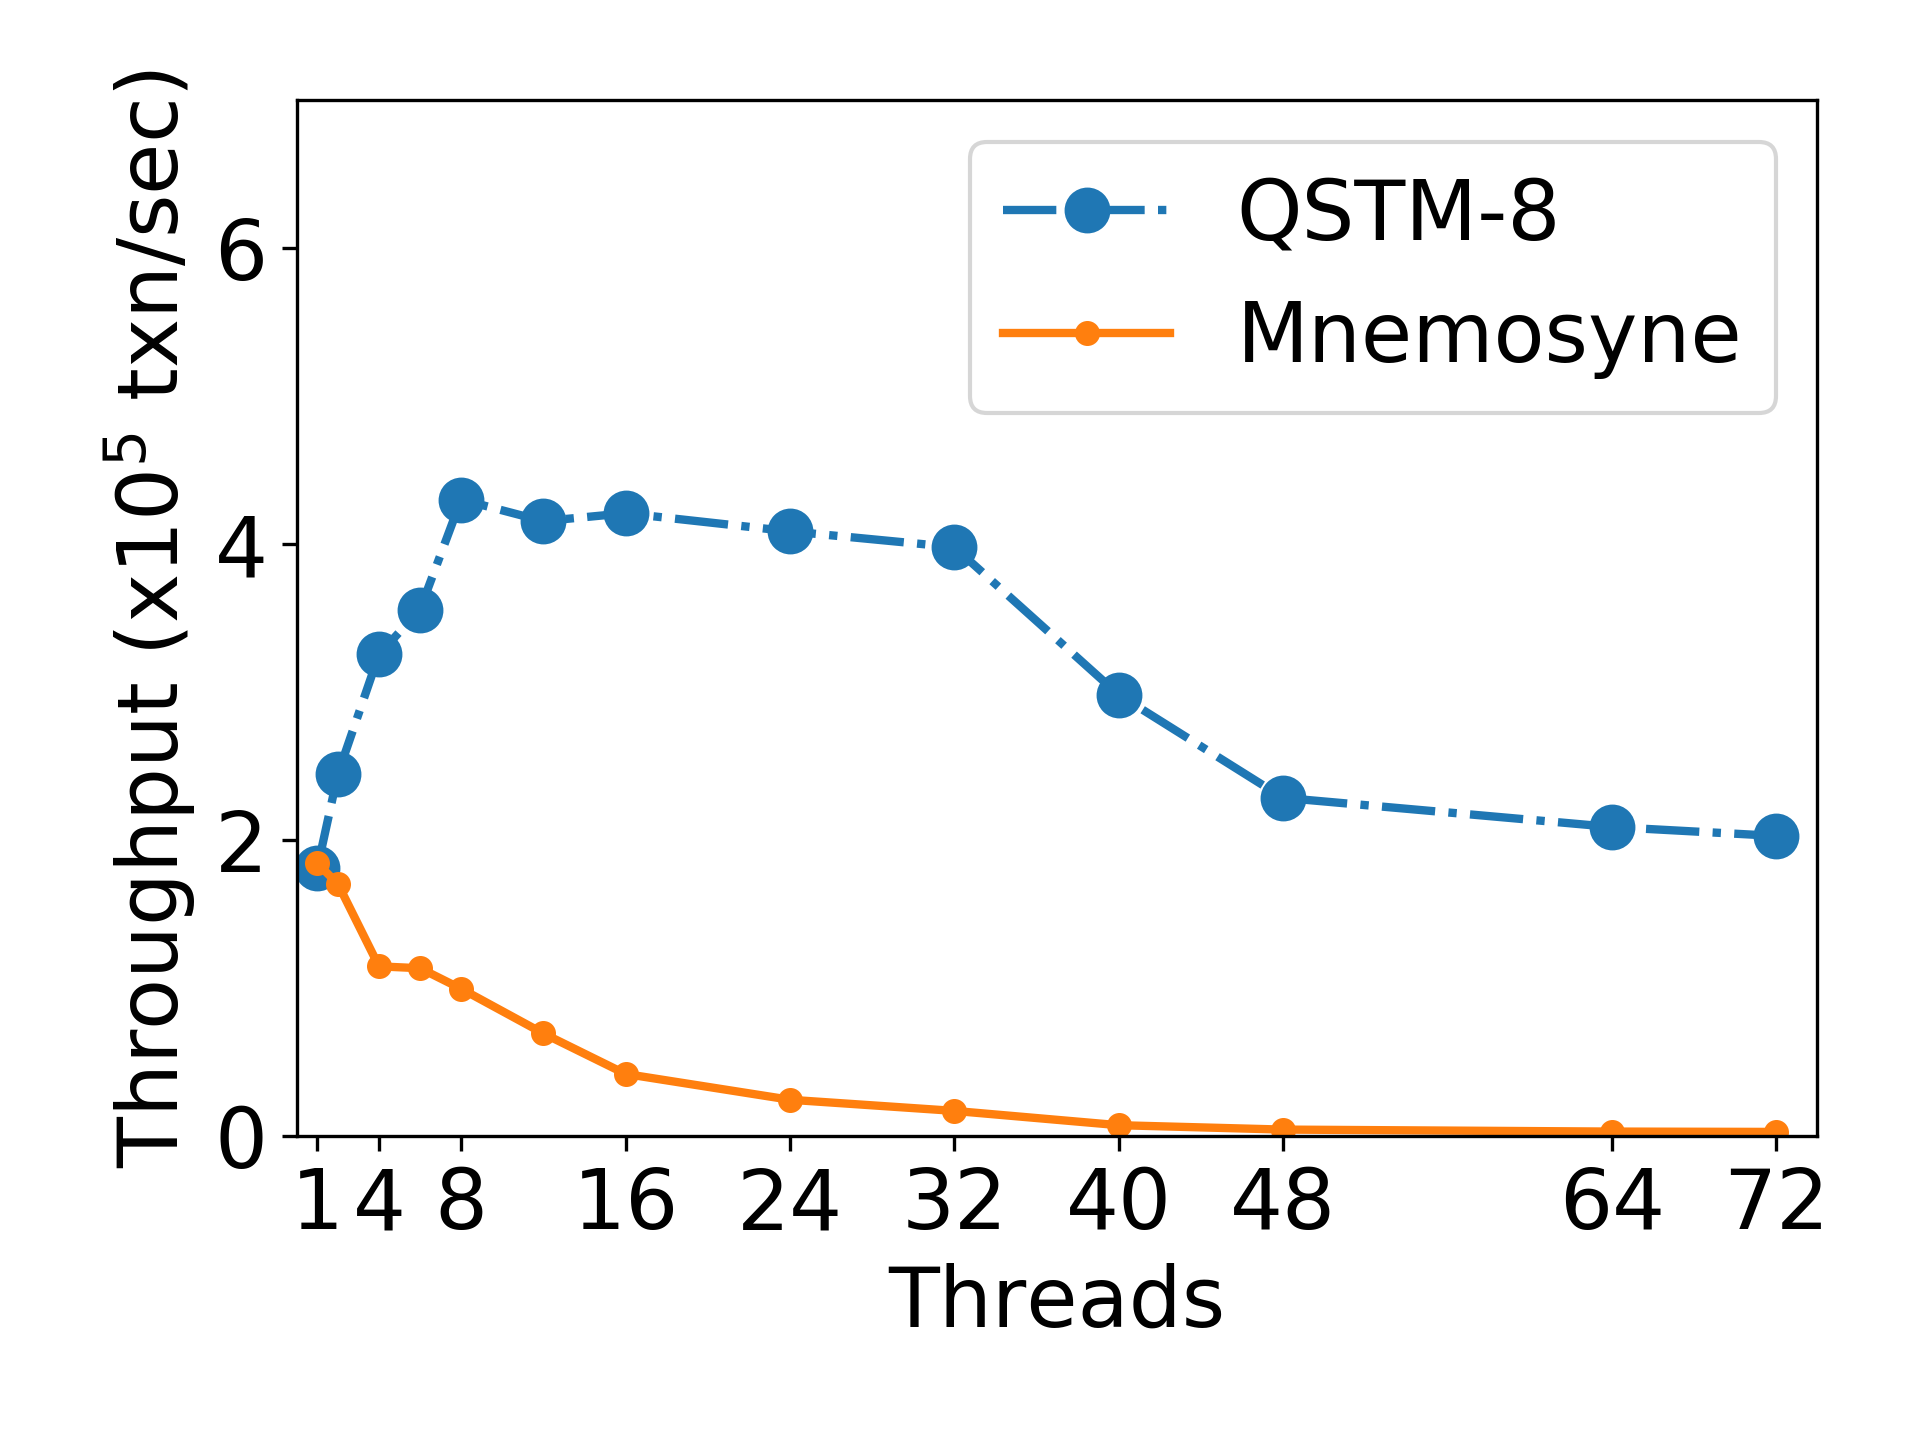 Throughput (x10⁵ txn/sec)
6
4
2
0
QSTM-8
Mnemosyne
1 4 8 16 24 32 40 48 64 72
Threads